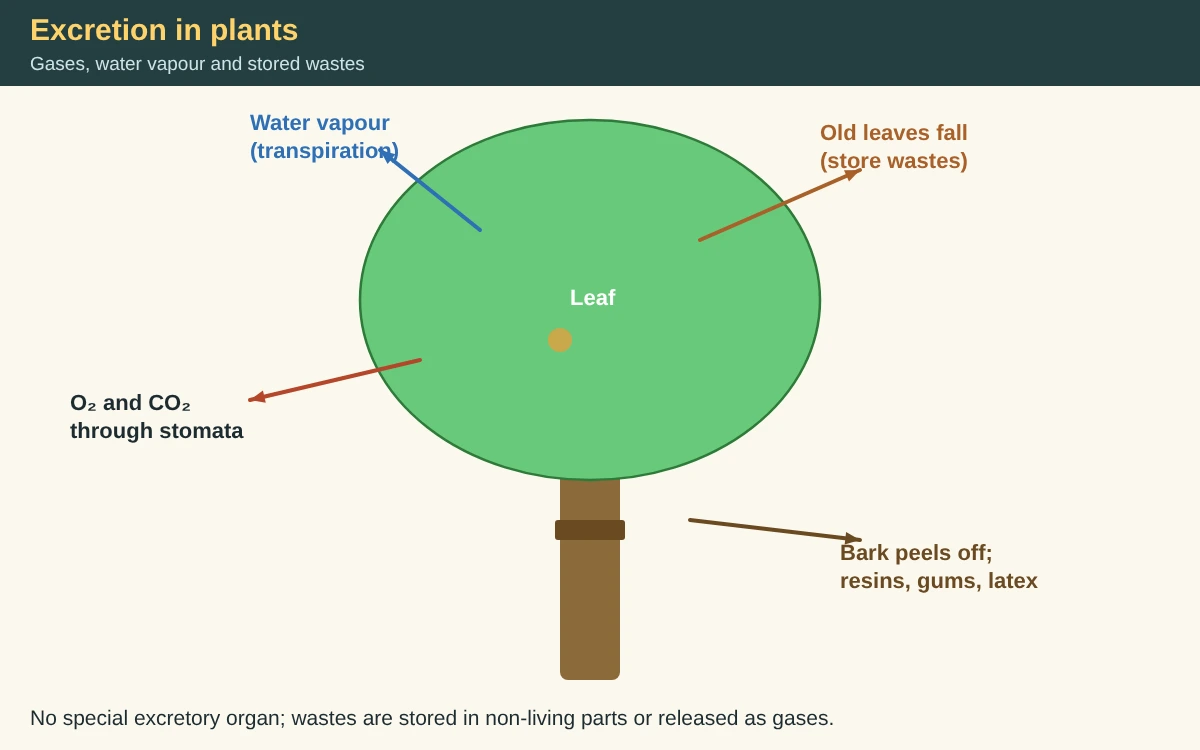 Excretion in plants
Gases, water vapour and stored wastes
Water vapour
(transpiration)
Old leaves fall
(store wastes)
Leaf
O₂ and CO₂
through stomata
Bark peels off;
resins, gums, latex
No special excretory organ; wastes are stored in non-living parts or released as gases.